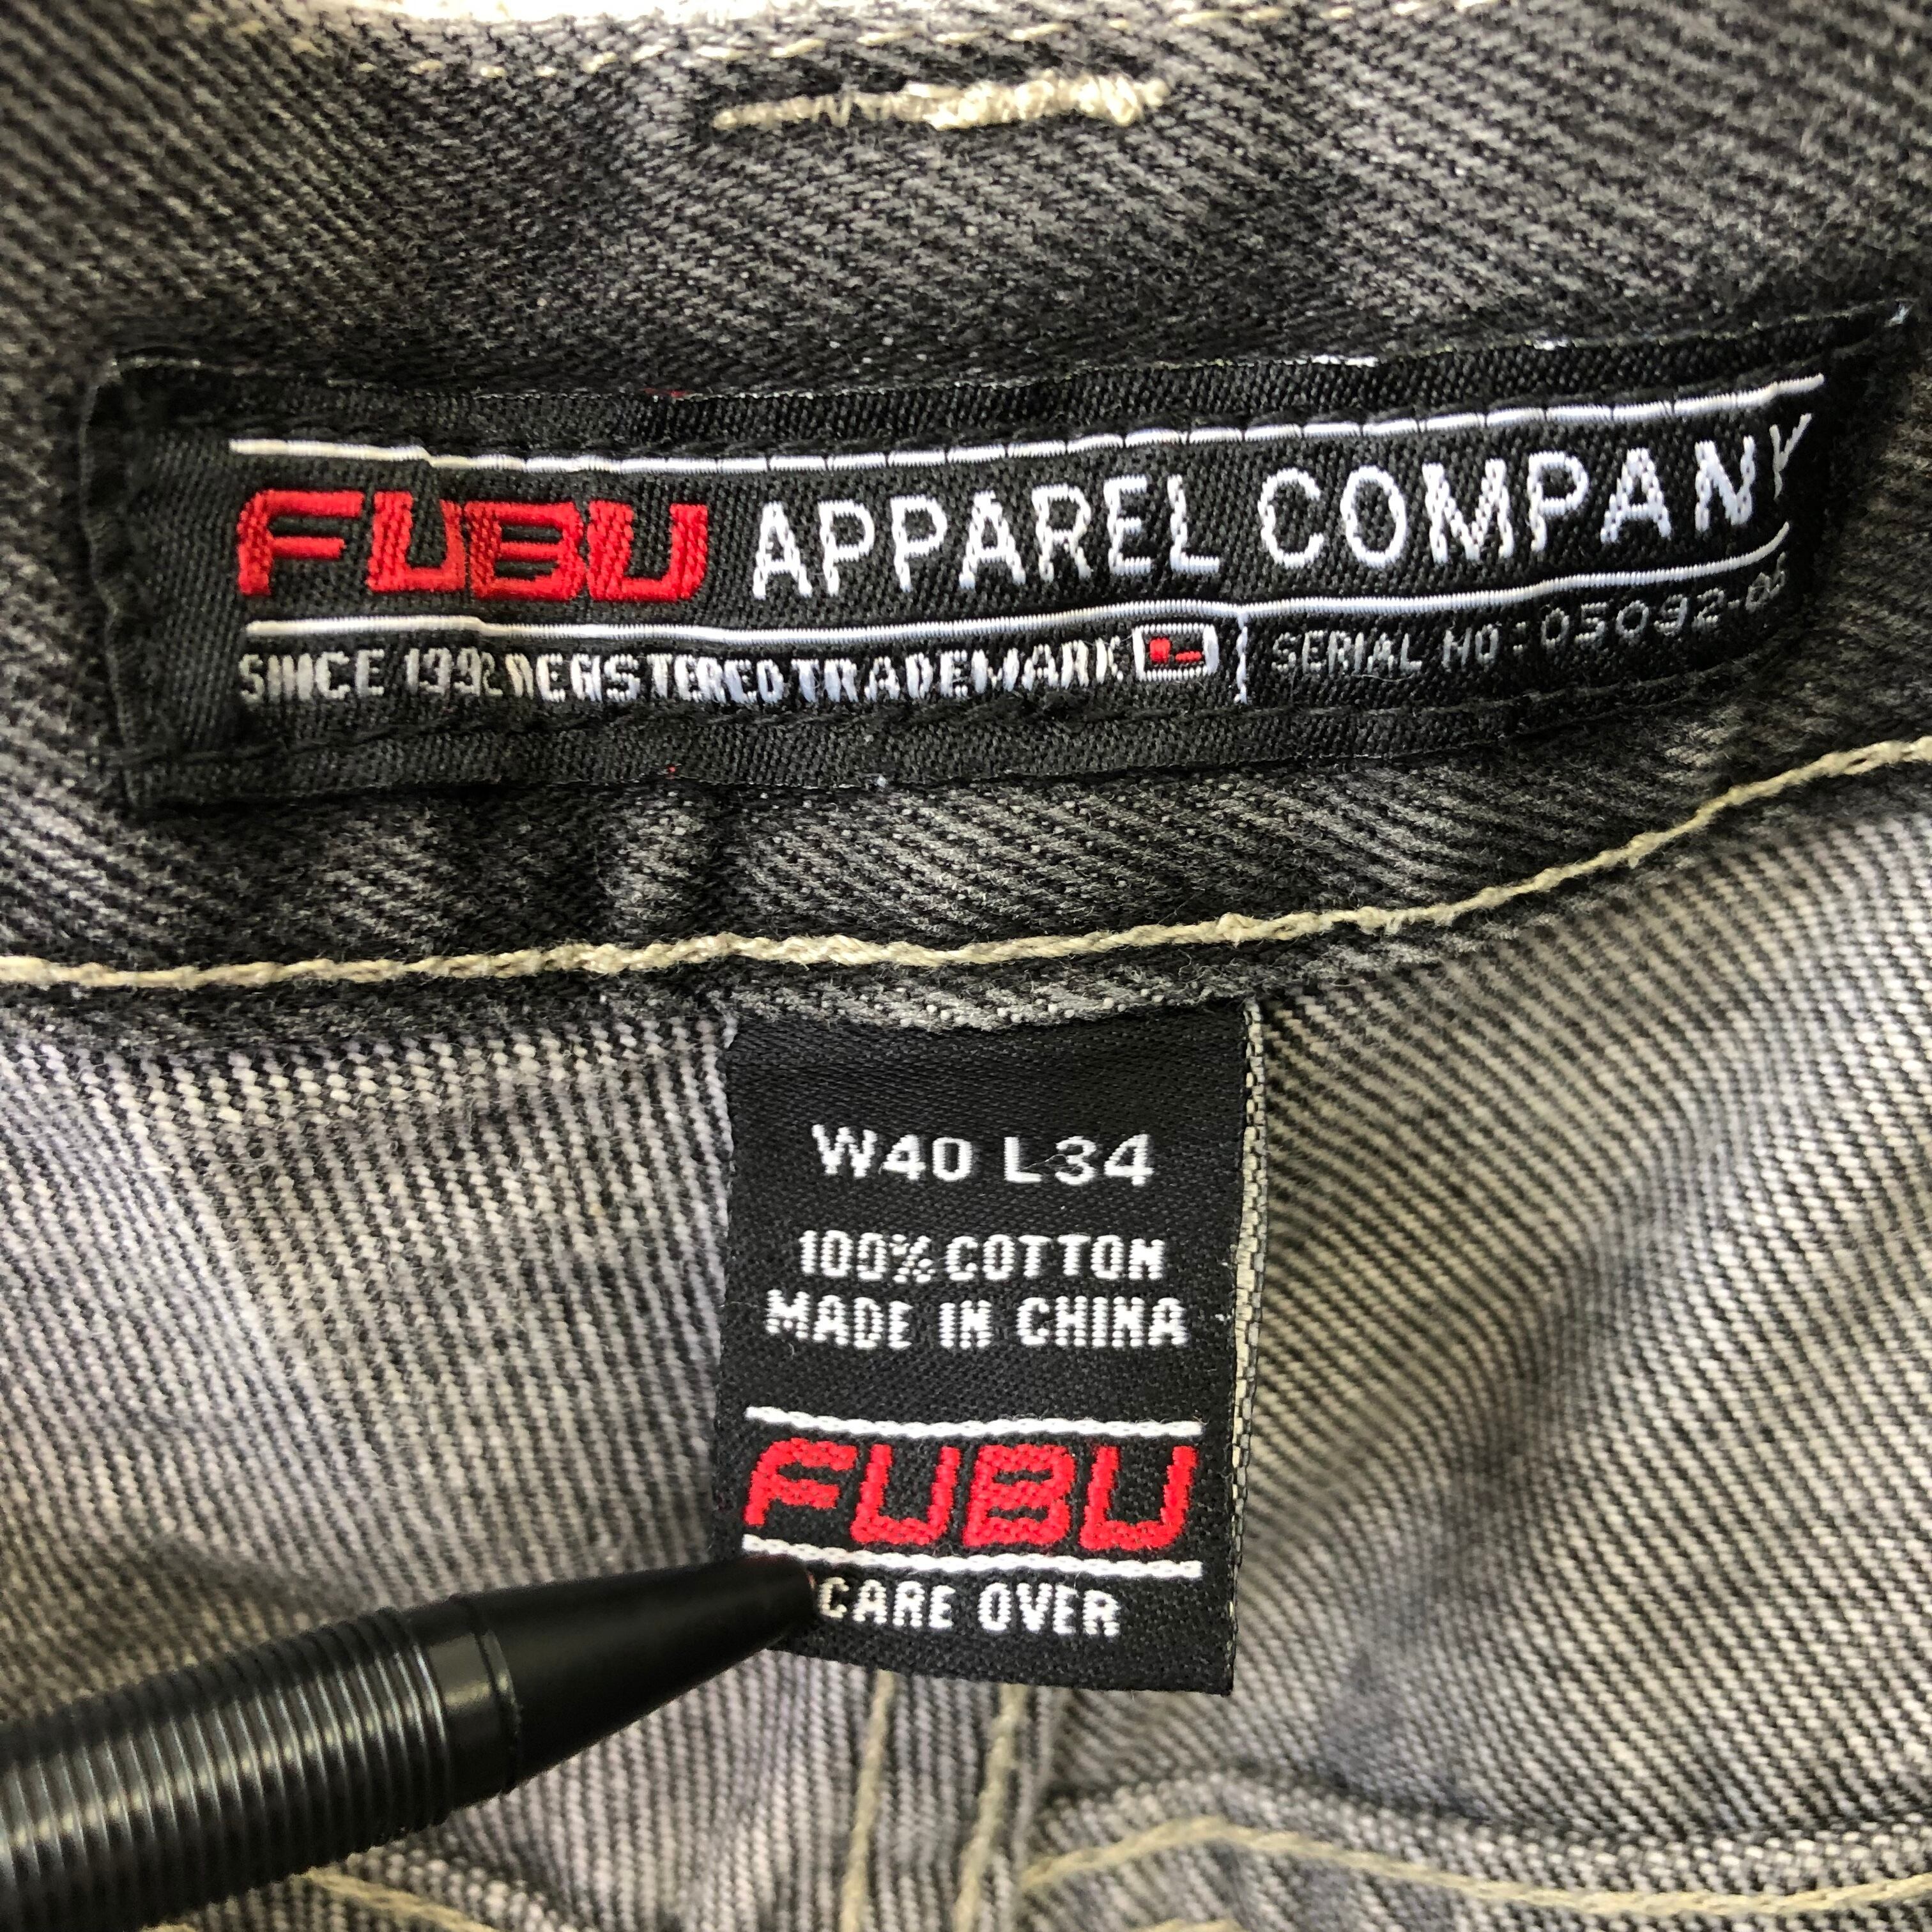 FUBU APPAREL COMPANY
SINCE 1992 REGISTERED TRADEMARK SERIAL NO: 05092-05
W40 L34
100% COTTON
MADE IN CHINA
FUBU
CARE OVER